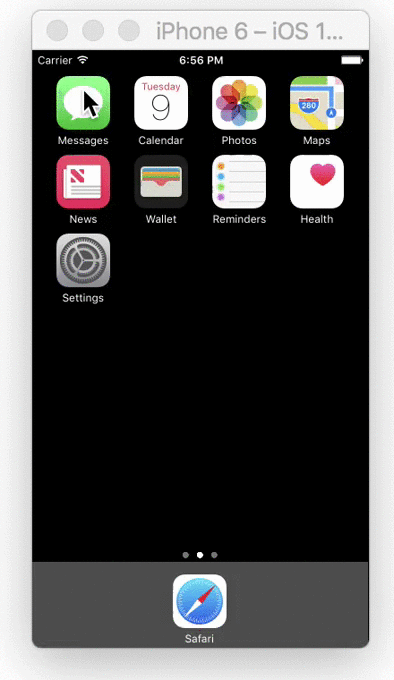 iPhone 6 – iOS 1...
Carrier 6:56 PM
Tuesday
9
280
Messages Calendar Photos Maps
News Wallet Reminders Health
Settings
Safari